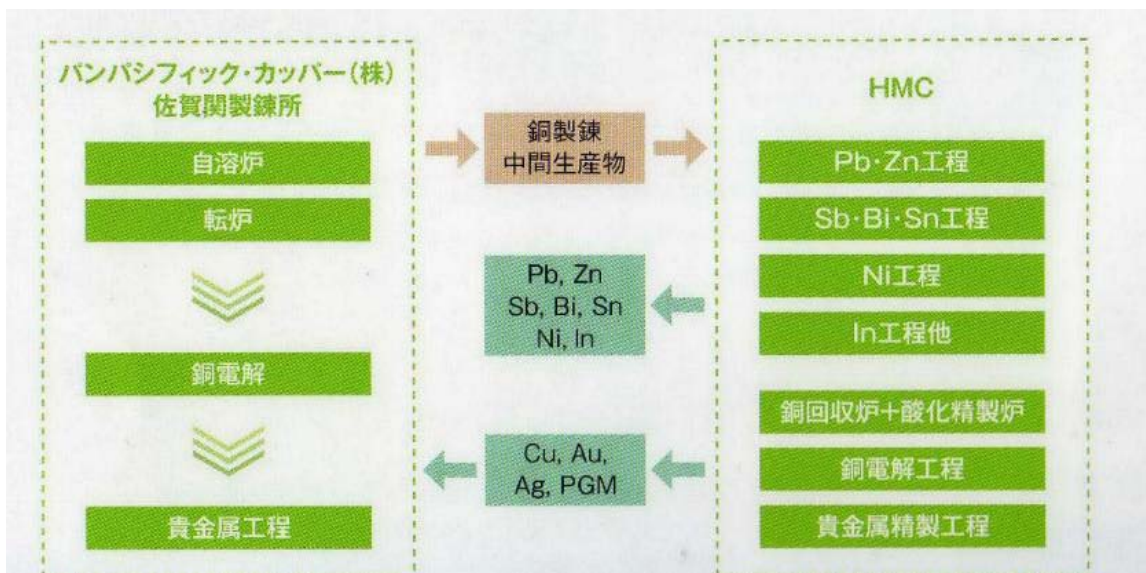 パンパシフィック・カッパー(株)
佐賀関製錬所
自溶炉
転炉
銅電解
貴金属工程
銅製錬
中間生産物
Pb, Zn
Sb, Bi, Sn
Ni, In
Cu, Au,
Ag, PGM
HMC
Pb・Zn工程
Sb・Bi・Sn工程
Ni工程
In工程他
銅回収炉+酸化精製炉
銅電解工程
貴金属精製工程